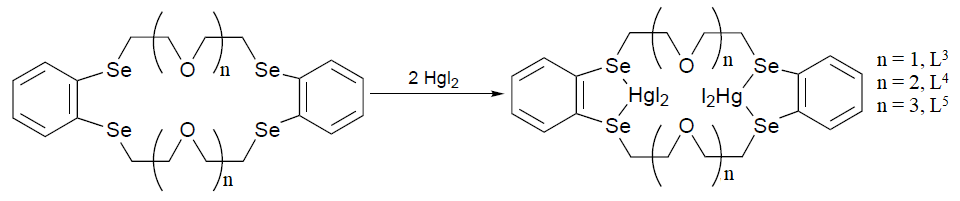 Se O n Se
Se O n Se
2 HgI₂
Se O n Se
HgI₂ I₂Hg
Se O n Se
n = 1, L³
n = 2, L⁴
n = 3, L⁵